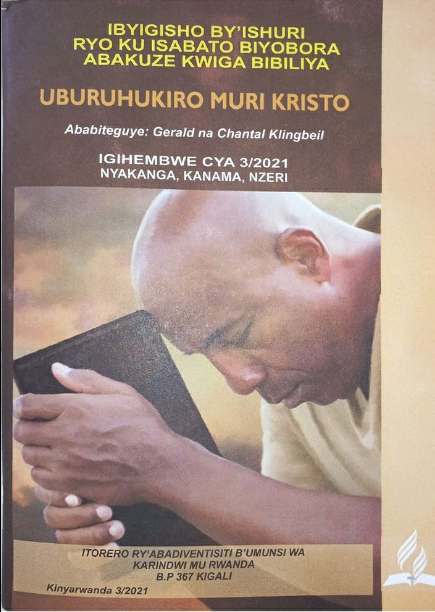 IBYIGISHO BY'ISHURI
RYO KU ISABATO BIYOBORA
ABAKUZE KWIGA BIBILIYA
UBURUHUKIRO MURI KRISTO
Ababiteguye: Gerald na Chantal Klingbeil
IGIHEMBWE CYA 3/2021
NYAKANGA, KANAMA, NZERI
ITORERO RY'ABADIVENTISITI B'UMUNSI WA
KARINDWI MU RWANDA
B.P 367 KIGALI
Kinyarwanda 3/2021